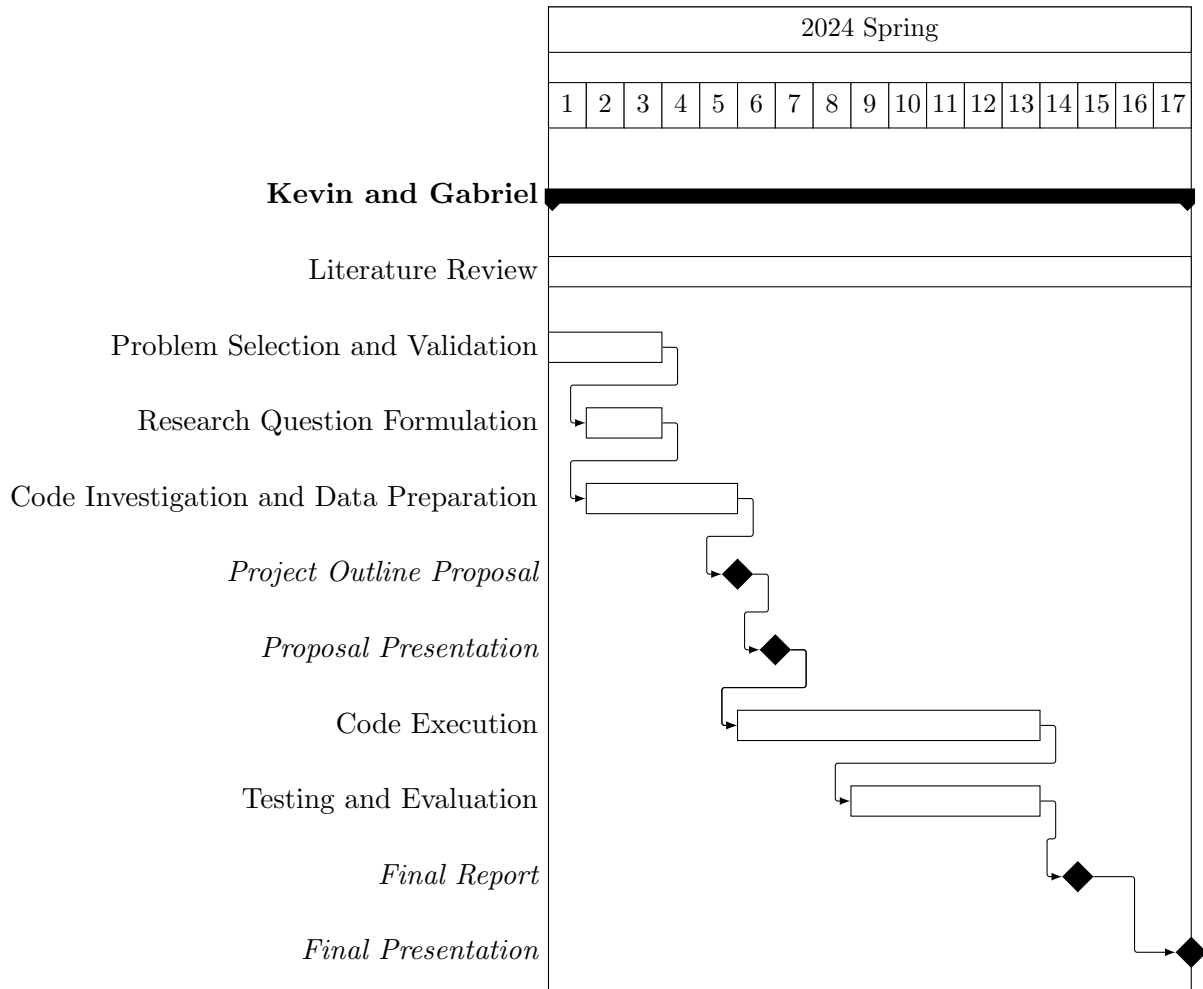 2024 Spring
1 2 3 4 5 6 7 8 9 10 11 12 13 14 15 16 17
Kevin and Gabriel
Literature Review
Problem Selection and Validation
Research Question Formulation
Code Investigation and Data Preparation
Project Outline Proposal
Proposal Presentation
Code Execution
Testing and Evaluation
Final Report
Final Presentation